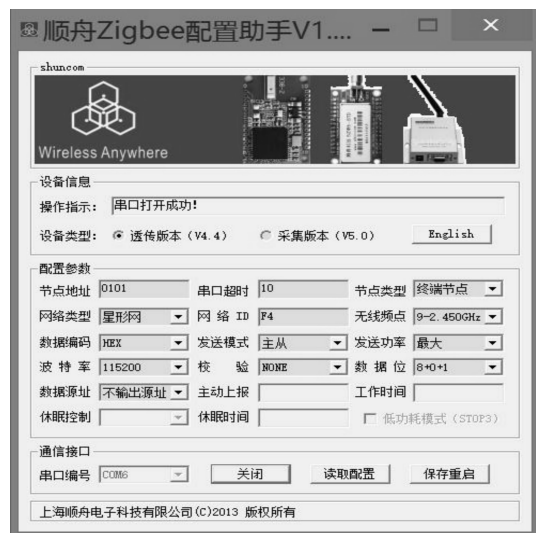 顺舟Zigbee配置助手V1....
shuncom
Wireless Anywhere
设备信息
操作指示： 串口打开成功!
设备类型： 透传版本（V4.4） 采集版本（V5.0） English
配置参数
节点地址 0101 串口超时 10 节点类型 终端节点
网络类型 星形网 网 络 ID F4 无线频点 9-2.450GHz
数据编码 HEX 发送模式 主从 发送功率 最大
波 特 率 115200 校 验 NONE 数 据 位 8+0+1
数据源址 不输出源址 主动上报 工作时间
休眠控制 休眠时间 低功耗模式（STOP3）
通信接口
串口编号 COM6 关闭 读取配置 保存重启
上海顺舟电子科技有限公司(C)2013 版权所有